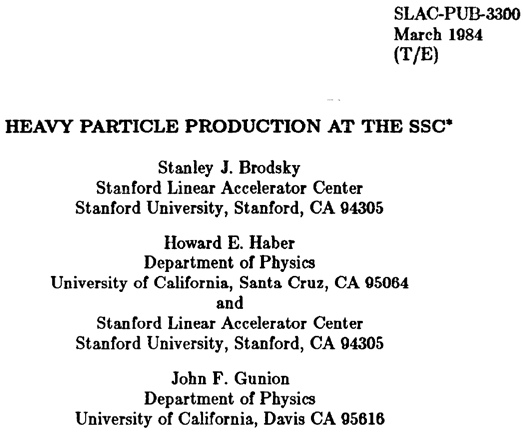 SLAC-PUB-3300
March 1984
(T/E)
HEAVY PARTICLE PRODUCTION AT THE SSC*
Stanley J. Brodsky
Stanford Linear Accelerator Center
Stanford University, Stanford, CA 94305
Howard E. Haber
Department of Physics
University of California, Santa Cruz, CA 95064
and
Stanford Linear Accelerator Center
Stanford University, Stanford, CA 94305
John F. Gunion
Department of Physics
University of California, Davis CA 95616